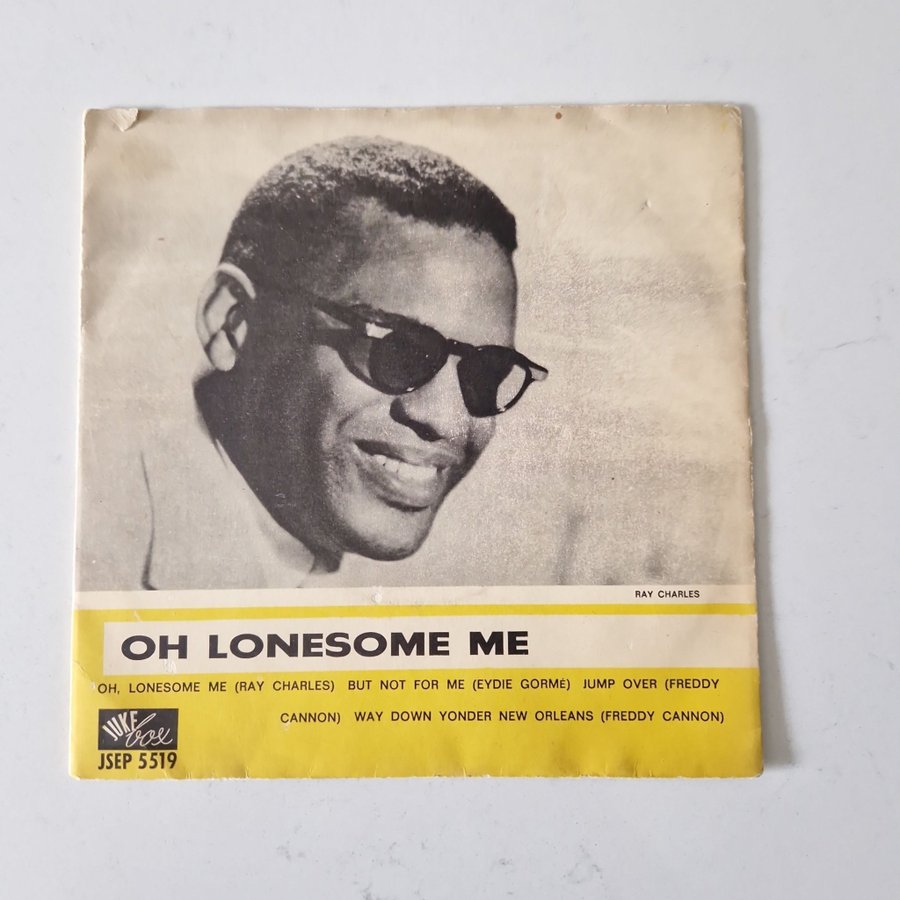 RAY CHARLES
OH LONESOME ME
OH, LONESOME ME (RAY CHARLES) BUT NOT FOR ME (EYDIE GORMÉ) JUMP OVER (FREDDY
CANNON) WAY DOWN YONDER NEW ORLEANS (FREDDY CANNON)
JUKE box
JSEP 5519